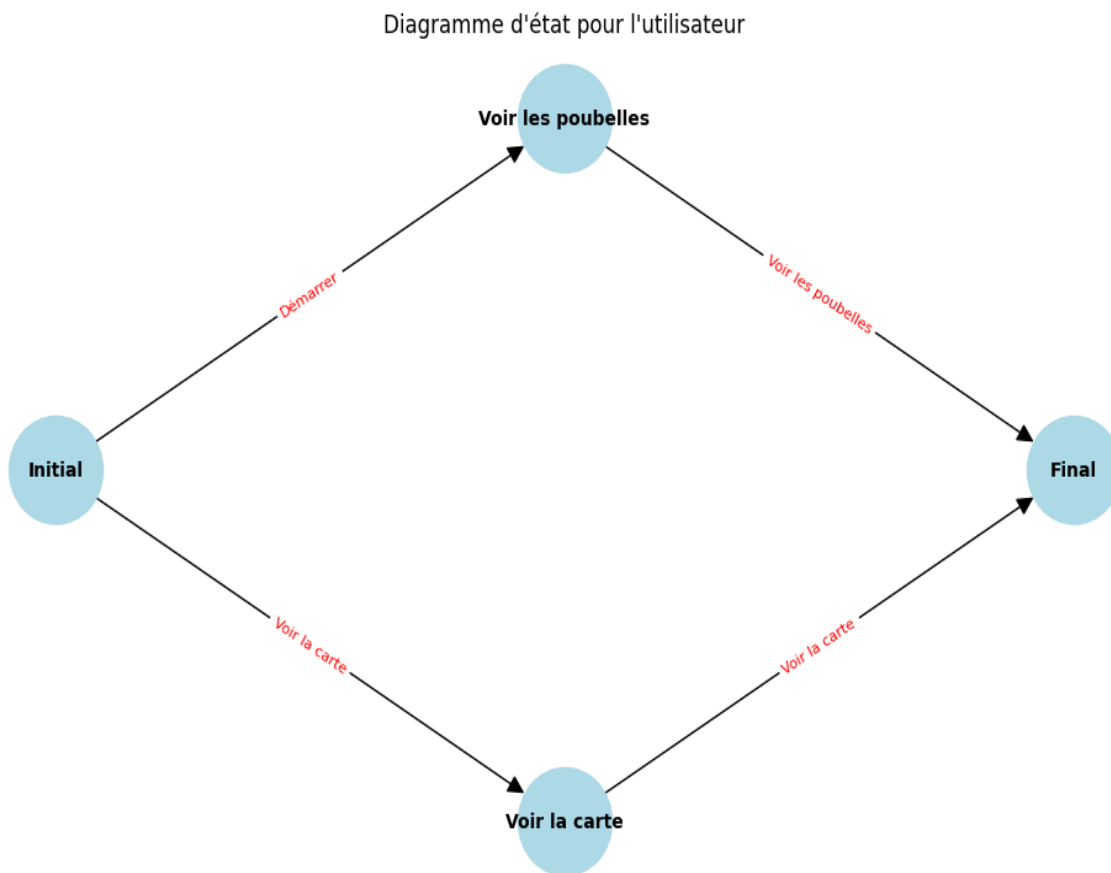 Diagramme d'état pour l'utilisateur
Voir les poubelles
Démarrer
Voir les poubelles
Initial
Final
Voir la carte
Voir la carte
Voir la carte